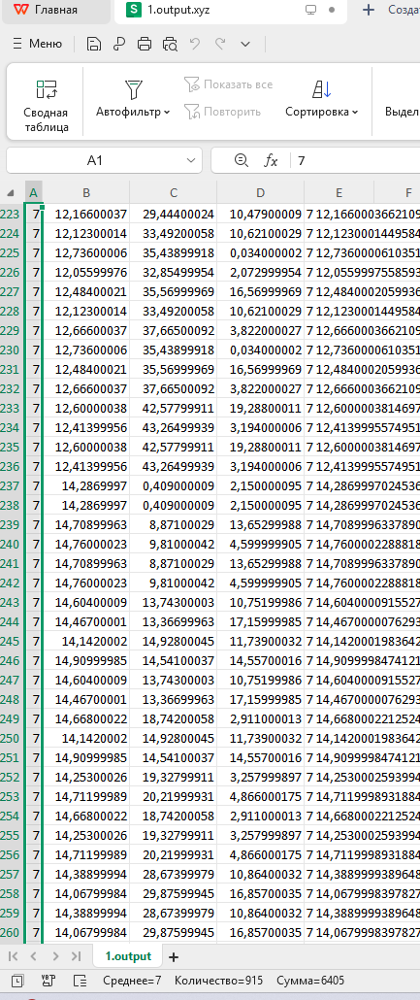 Главная
1.output.xyz
Созда
Меню
Сводная таблица
Автофильтр
Показать все
Повторить
Сортировка
Выдел
A1
fx
7
A B C D E F
223 7 12,16600037 29,44400024 10,47900009 7 12,1660003662109
224 7 12,12300014 33,49200058 10,62100029 7 12,1230001449584
225 7 12,73600006 35,43899918 0,034000002 7 12,7360000610351
226 7 12,05599976 32,85499954 2,072999954 7 12,0559997558593
227 7 12,48400021 35,56999969 16,56999969 7 12,4840002059936
228 7 12,12300014 33,49200058 10,62100029 7 12,1230001449584
229 7 12,66600037 37,66500092 3,822000027 7 12,6660003662109
230 7 12,73600006 35,43899918 0,034000002 7 12,7360000610351
231 7 12,48400021 35,56999969 16,56999969 7 12,4840002059936
232 7 12,66600037 37,66500092 3,822000027 7 12,6660003662109
233 7 12,60000038 42,57799911 19,28800011 7 12,6000003814697
234 7 12,41399956 43,26499939 3,194000006 7 12,4139995574951
235 7 12,60000038 42,57799911 19,28800011 7 12,6000003814697
236 7 12,41399956 43,26499939 3,194000006 7 12,4139995574951
237 7 14,2869997 0,409000009 2,150000095 7 14,2869997024536
238 7 14,2869997 0,409000009 2,150000095 7 14,2869997024536
239 7 14,70899963 8,87100029 13,65299988 7 14,7089996337890
240 7 14,76000023 9,81000042 4,599999905 7 14,7600002288818
241 7 14,70899963 8,87100029 13,65299988 7 14,7089996337890
242 7 14,76000023 9,81000042 4,599999905 7 14,7600002288818
243 7 14,60400009 13,74300003 10,75199986 7 14,6040000915527
244 7 14,46700001 13,36699963 17,15999985 7 14,4670000076293
245 7 14,1420002 14,92800045 11,73900032 7 14,1420001983642
246 7 14,90999985 14,54100037 14,55700016 7 14,9099998474121
247 7 14,60400009 13,74300003 10,75199986 7 14,6040000915527
248 7 14,46700001 13,36699963 17,15999985 7 14,4670000076293
249 7 14,66800022 18,74200058 2,911000013 7 14,6680002212524
250 7 14,1420002 14,92800045 11,73900032 7 14,1420001983642
251 7 14,90999985 14,54100037 14,55700016 7 14,9099998474121
252 7 14,25300026 19,32799911 3,257999897 7 14,2530002593994
253 7 14,71199989 20,21999931 4,866000175 7 14,7119998931884
254 7 14,66800022 18,74200058 2,911000013 7 14,6680002212524
255 7 14,25300026 19,32799911 3,257999897 7 14,2530002593994
256 7 14,71199989 20,21999931 4,866000175 7 14,7119998931884
257 7 14,38899994 28,67399979 10,86400032 7 14,3889999389648
258 7 14,06799984 29,87599945 16,85700035 7 14,0679998397827
259 7 14,38899994 28,67399979 10,86400032 7 14,3889999389648
260 7 14,06799984 29,87599945 16,85700035 7 14,0679998397827
1.output
Среднее=7 Количество=915 Сумма=6405